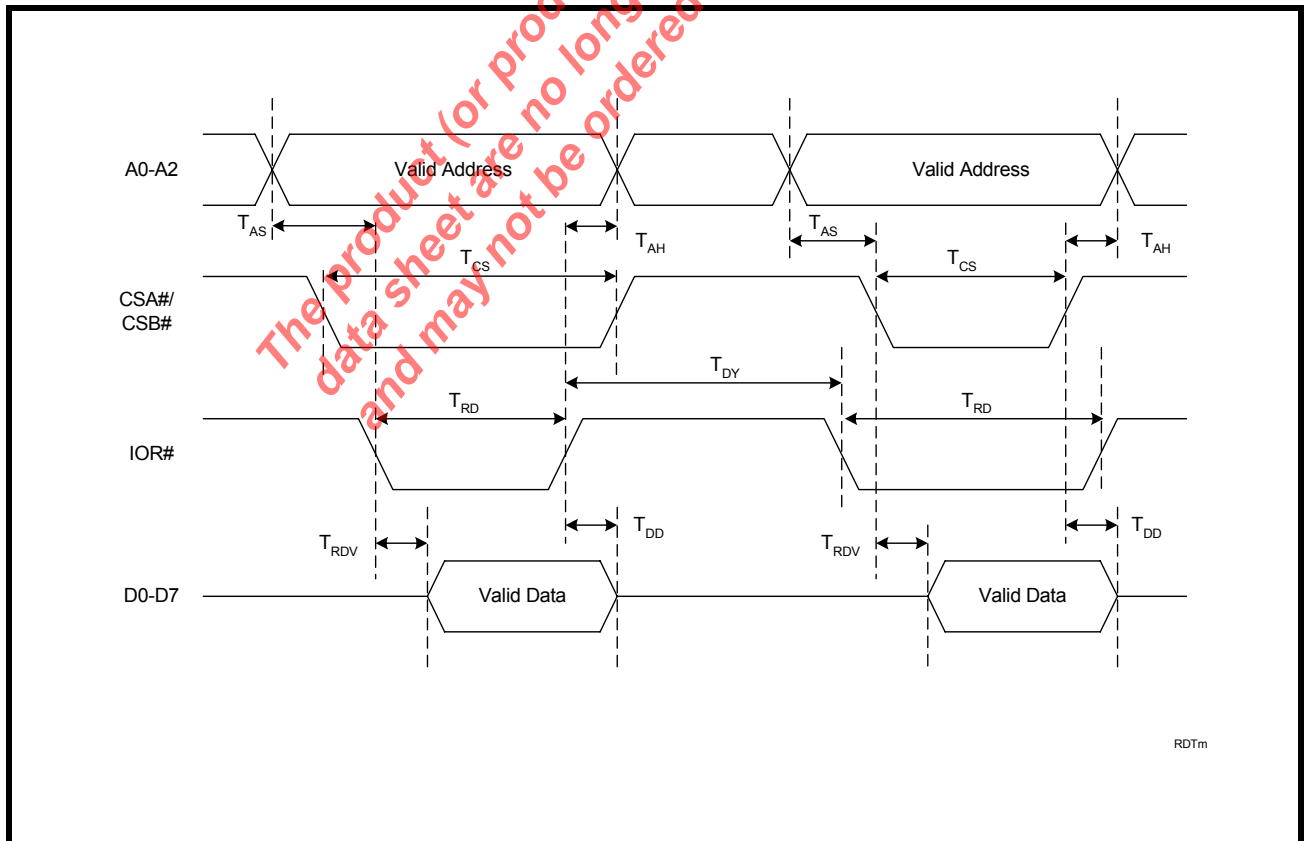 The product (or prod
data sheet are no long
and may not be ordered
A0-A2
Valid Address
Valid Address
TAS
TAH
TAS
TAH
CSA#/
CSB#
TCS
TCS
TDY
IOR#
TRD
TRD
TRDV
TDD
TRDV
TDD
D0-D7
Valid Data
Valid Data
RDTm